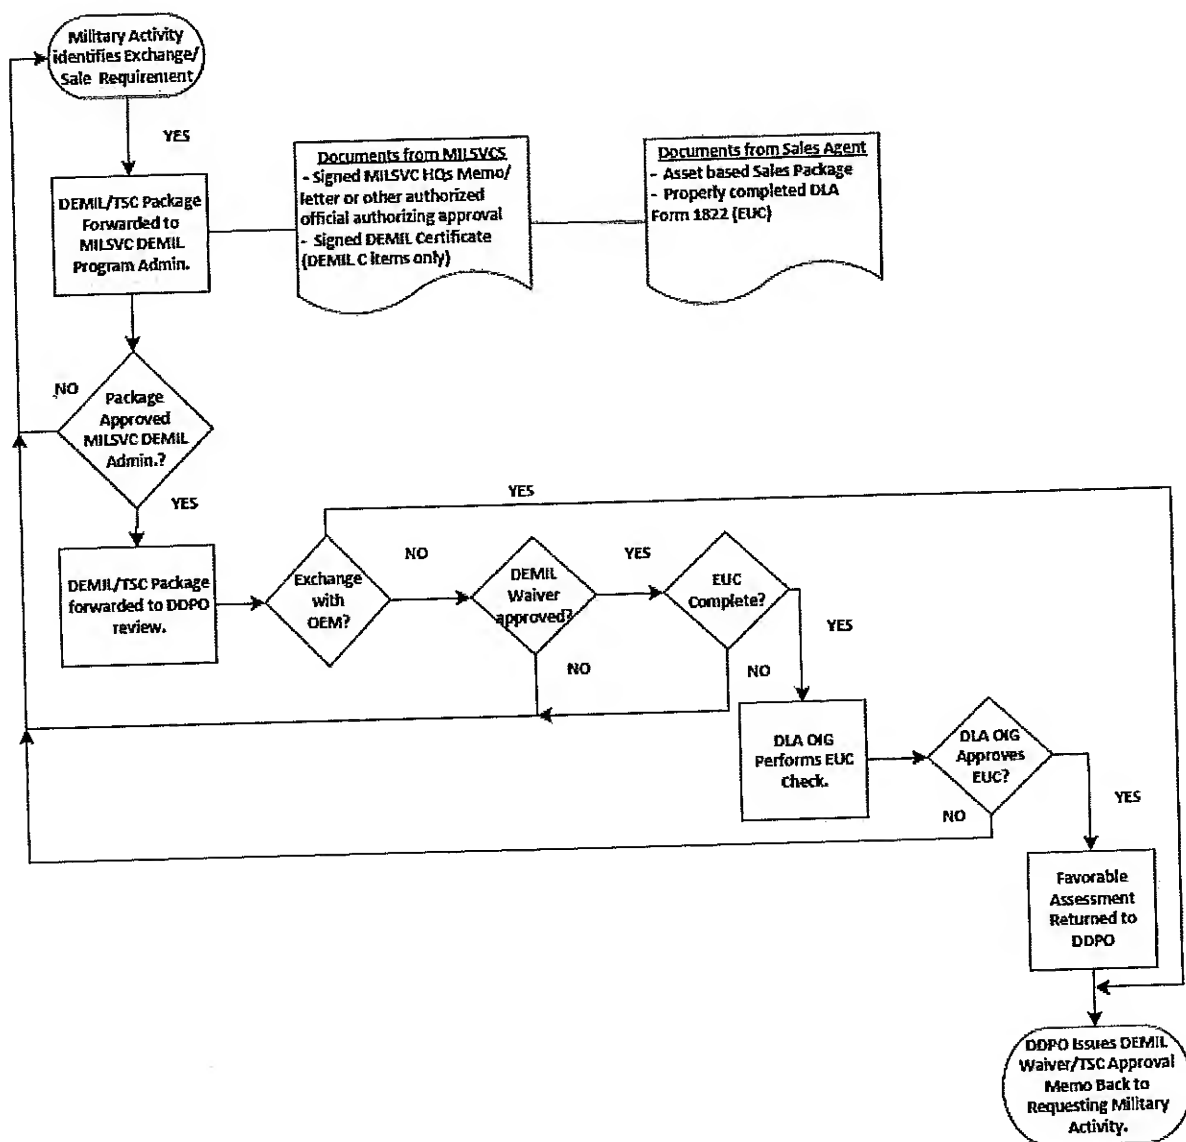 Military Activity
identifies Exchange/
Sale Requirement
YES
DEMIL/TSC Package
Forwarded to
MILSVC DEMIL
Program Admin.
Documents from MILSVCS
- Signed MILSVC HQs Memo/
letter or other authorized
official authorizing approval
- Signed DEMIL Certificate
(DEMIL C items only)
Documents from Sales Agent
- Asset based Sales Package
- Properly completed DLA
Form 1822 (EUC)
NO
Package
Approved
MILSVC DEMIL
Admin.?
YES
DEMIL/TSC Package
forwarded to DDPO
review.
YES
Exchange
with
OEM?
NO
DEMIL
Waiver
approved?
YES
EUC
Complete?
YES
NO
NO
DLA OIG
Performs EUC
Check.
DLA OIG
Approves
EUC?
YES
NO
Favorable
Assessment
Returned to
DDPO
DDPO Issues DEMIL
Waiver/TSC Approval
Memo Back to
Requesting Military
Activity.